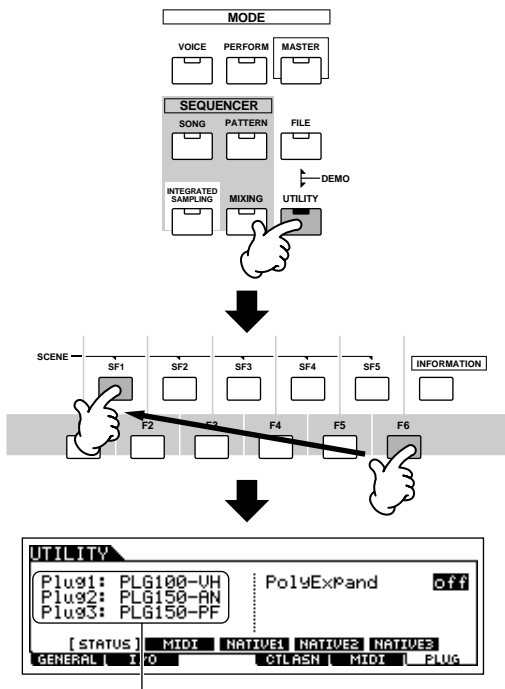 MODE
VOICE PERFORM MASTER
SEQUENCER
SONG PATTERN FILE
DEMO
INTEGRATED
SAMPLING MIXING UTILITY
SCENE
SF1 SF2 SF3 SF4 SF5 INFORMATION
F2 F3 F4 F5 F6
UTILITY
Plug1: PLG100-VH PolyExpand off
Plug2: PLG150-AN
Plug3: PLG150-PF
[ STATUS ] MIDI NATIVE1 NATIVE2 NATIVE3
GENERAL I/O CTLASN MIDI PLUG